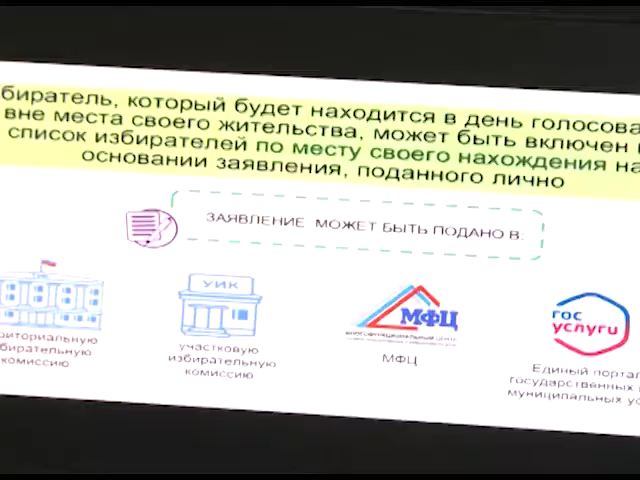 биратель, который будет находится в день голосова
вне места своего жительства, может быть включен
список избирателей по месту своего нахождения на
основании заявления, поданного лично
ЗАЯВЛЕНИЕ МОЖЕТ БЫТЬ ПОДАНО В:
УИК
МФЦ
гос
услуги
риториальную
бирательную
комиссию
участковую
избирательную
комиссию
МФЦ
Единый портал
государственных
муниципальных ус